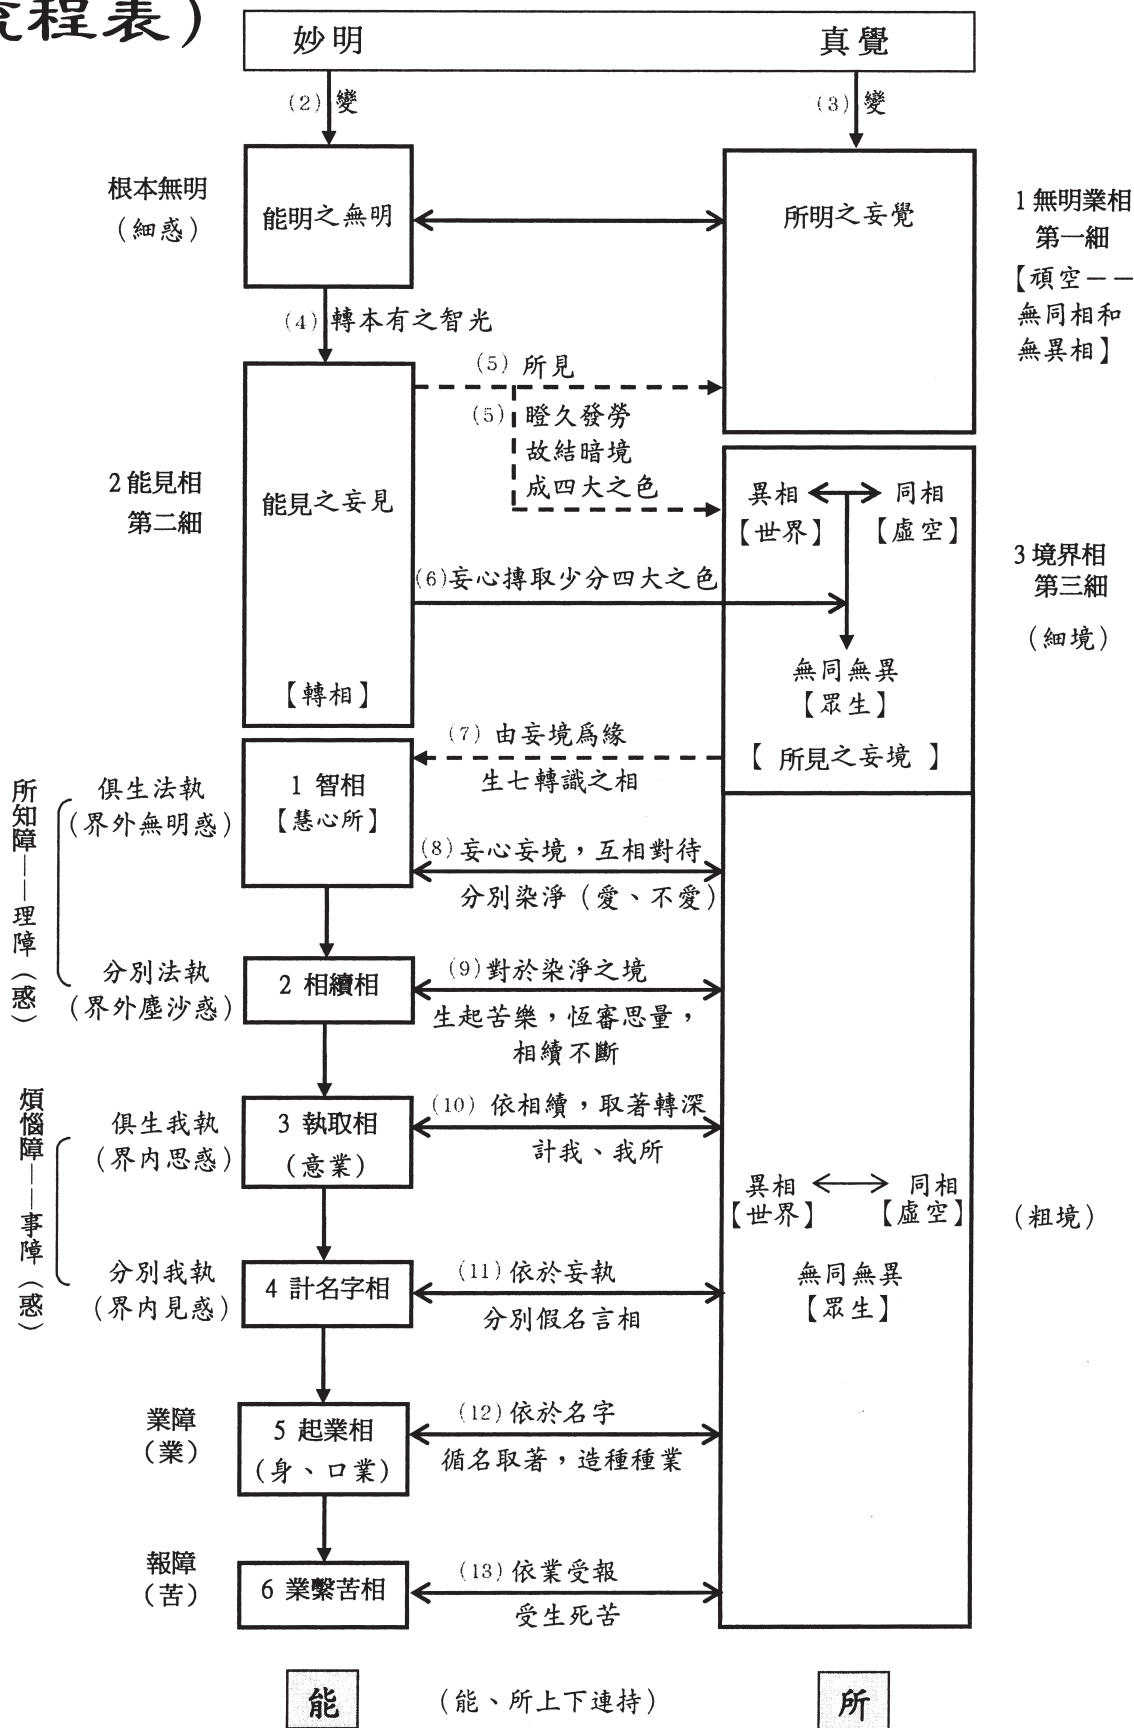 程表）
妙明
真覺
(2) 變
(3) 變
根本無明
（細惑）
能明之無明
所明之妄覺
1 無明業相
第一細
【頑空－－
無同相和
無異相】
(4) 轉本有之智光
(5) 所見
(5) 瞪久發勞
故結暗境
成四大之色
2 能見相
第二細
能見之妄見
【轉相】
異相
同相
【世界】
【虛空】
(6)妄心摶取少分四大之色
3 境界相
第三細
（細境）
無同無異
【眾生】
【 所見之妄境 】
(7) 由妄境爲緣
生七轉識之相
所知障－－理障（惑）
俱生法執
（界外無明惑）
1 智相
【慧心所】
(8)妄心妄境，互相對待
分別染淨（愛、不愛）
分別法執
（界外塵沙惑）
2 相續相
(9)對於染淨之境
生起苦樂，恆審思量，
相續不斷
煩惱障－－事障（惑）
俱生我執
（界內思惑）
3 執取相
（意業）
(10) 依相續，取著轉深
計我、我所
異相
同相
【世界】
【虛空】
（粗境）
無同無異
【眾生】
分別我執
（界內見惑）
4 計名字相
(11)依於妄執
分別假名言相
業障
（業）
5 起業相
（身、口業）
(12)依於名字
循名取著，造種種業
報障
（苦）
6 業繫苦相
(13)依業受報
受生死苦
能
（能、所上下連持）
所